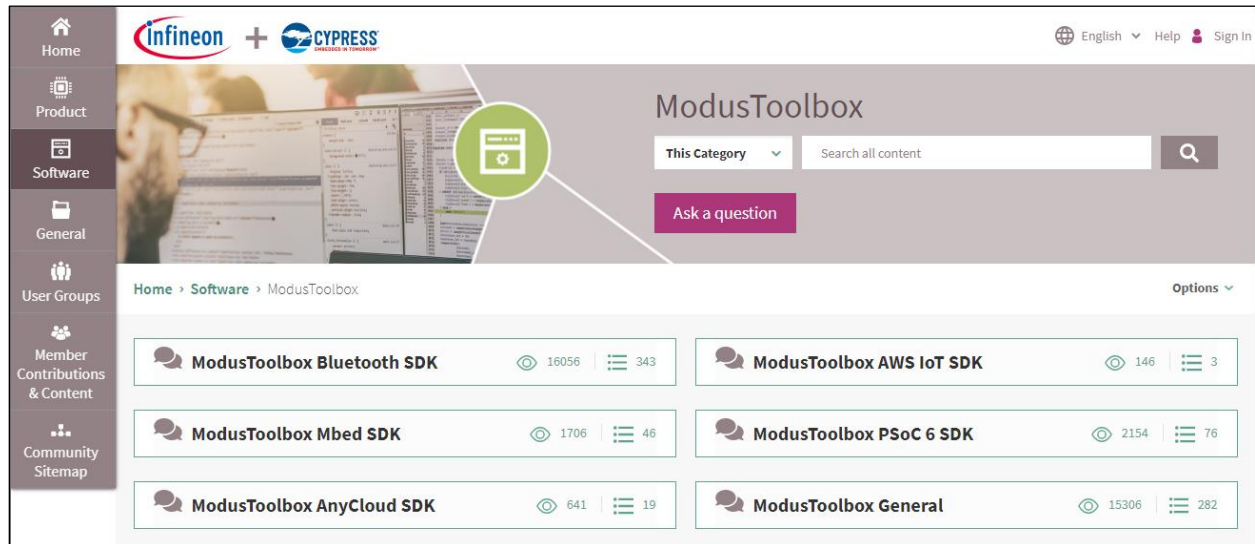 Home
Product
Software
General
User Groups
Member
Contributions
& Content
Community
Sitemap
infineon + CYPRESS
EMBEDDED IN TOMORROW™
English Help Sign In
ModusToolbox
This Category Search all content
Ask a question
Home › Software › ModusToolbox Options
ModusToolbox Bluetooth SDK 16056 343
ModusToolbox AWS IoT SDK 146 3
ModusToolbox Mbed SDK 1706 46
ModusToolbox PSoC 6 SDK 2154 76
ModusToolbox AnyCloud SDK 641 19
ModusToolbox General 15306 282